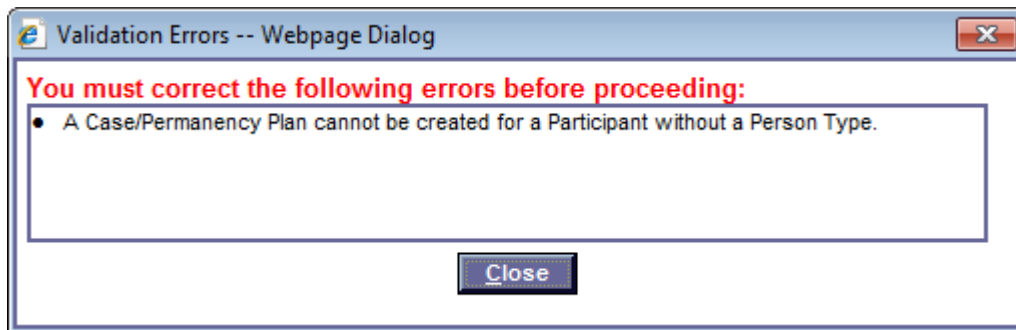 Validation Errors -- Webpage Dialog
You must correct the following errors before proceeding:
● A Case/Permanency Plan cannot be created for a Participant without a Person Type.
Close